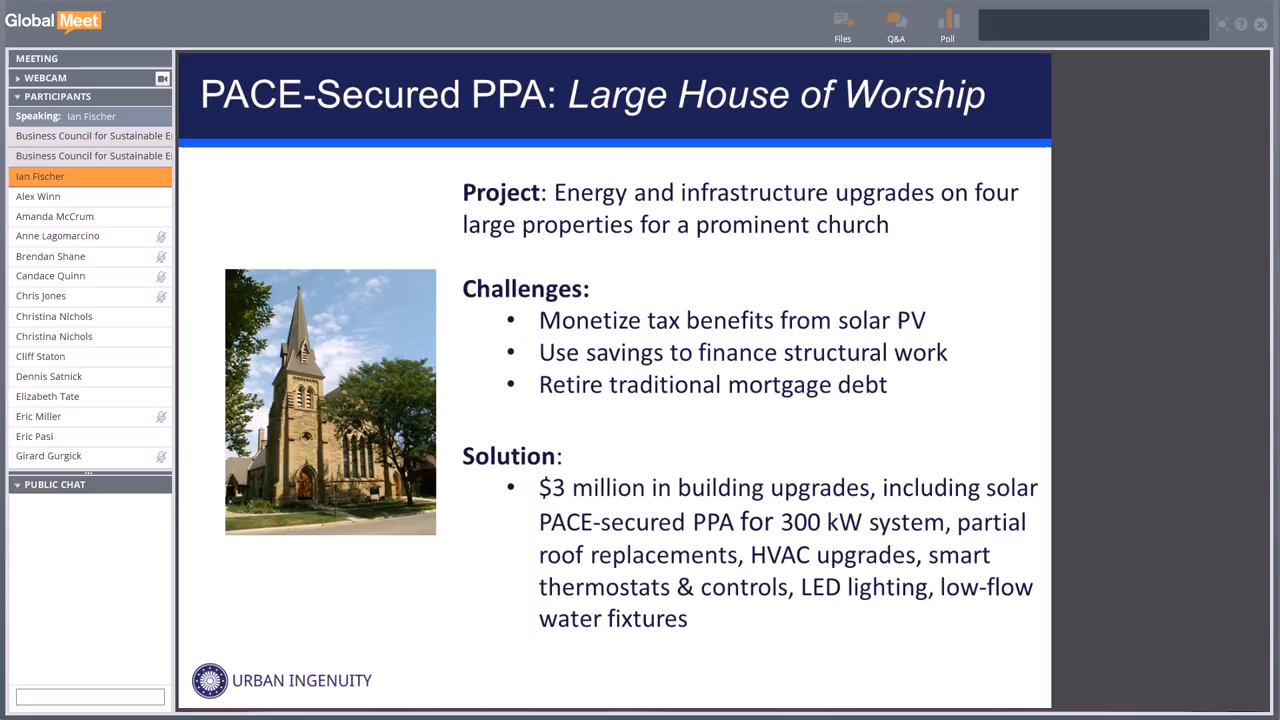 Global Meet
Files
Q&A
Poll
MEETING
WEBCAM
PARTICIPANTS
Speaking: Ian Fischer
Business Council for Sustainable E
Business Council for Sustainable E
Ian Fischer
Alex Winn
Amanda McCrum
Anne Lagomarcino
Brendan Shane
Candace Quinn
Chris Jones
Christina Nichols
Christina Nichols
Cliff Staton
Dennis Satnick
Elizabeth Tate
Eric Miller
Eric Pasi
Girard Gurgick
PUBLIC CHAT
PACE-Secured PPA: Large House of Worship
Project: Energy and infrastructure upgrades on four
large properties for a prominent church
Challenges:
• Monetize tax benefits from solar PV
• Use savings to finance structural work
• Retire traditional mortgage debt
Solution:
• $3 million in building upgrades, including solar
PACE-secured PPA for 300 kW system, partial
roof replacements, HVAC upgrades, smart
thermostats & controls, LED lighting, low-flow
water fixtures
URBAN INGENUITY